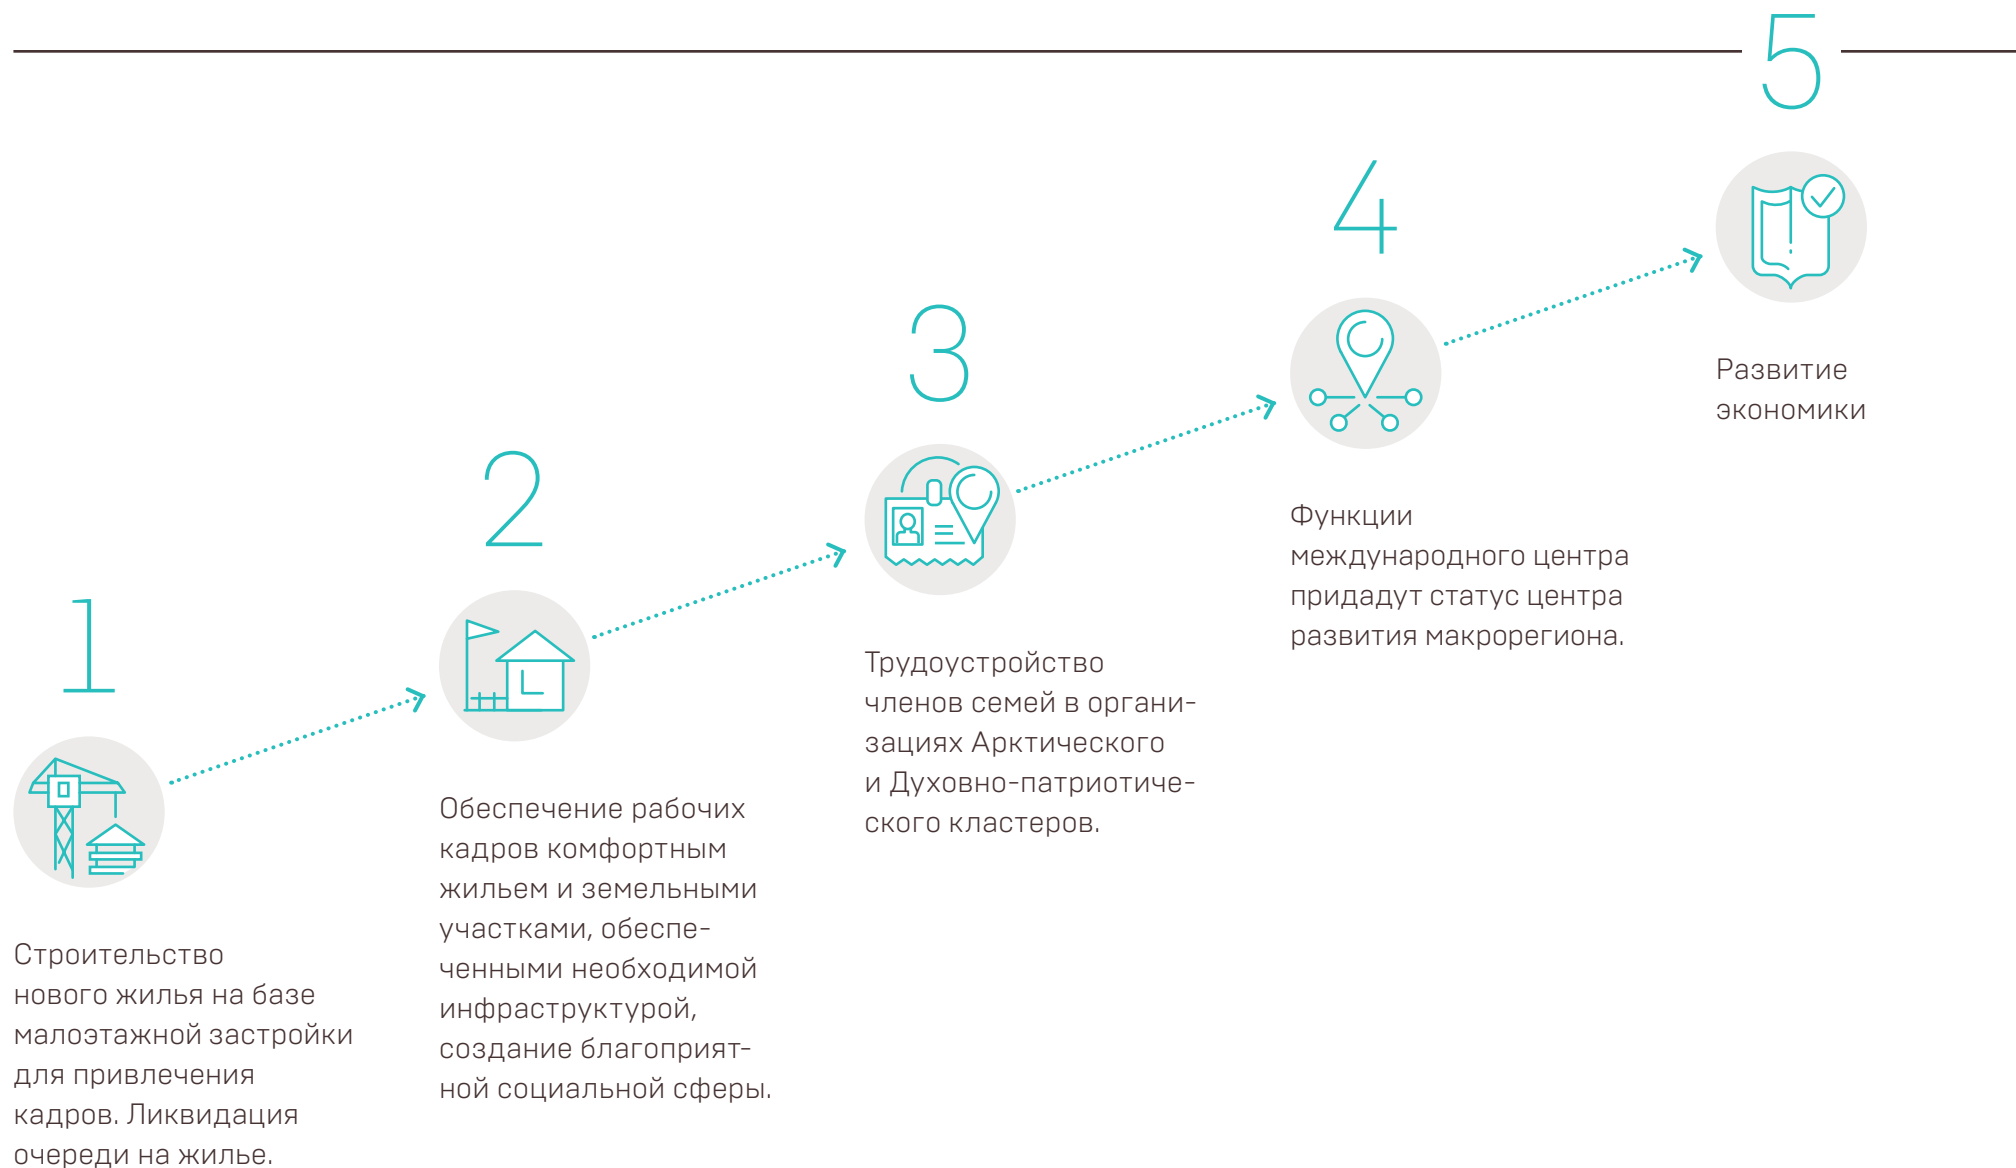 1
Строительство
нового жилья на базе
малоэтажной застройки
для привлечения
кадров. Ликвидация
очереди на жилье.
2
Обеспечение рабочих
кадров комфортным
жильем и земельными
участками, обеспе-
ченными необходимой
инфраструктурой,
создание благоприят-
ной социальной сферы.
3
Трудоустройство
членов семей в органи-
зациях Арктического
и Духовно-патриотиче-
ского кластеров.
4
Функции
международного центра
придадут статус центра
развития макрорегиона.
5
Развитие
экономики